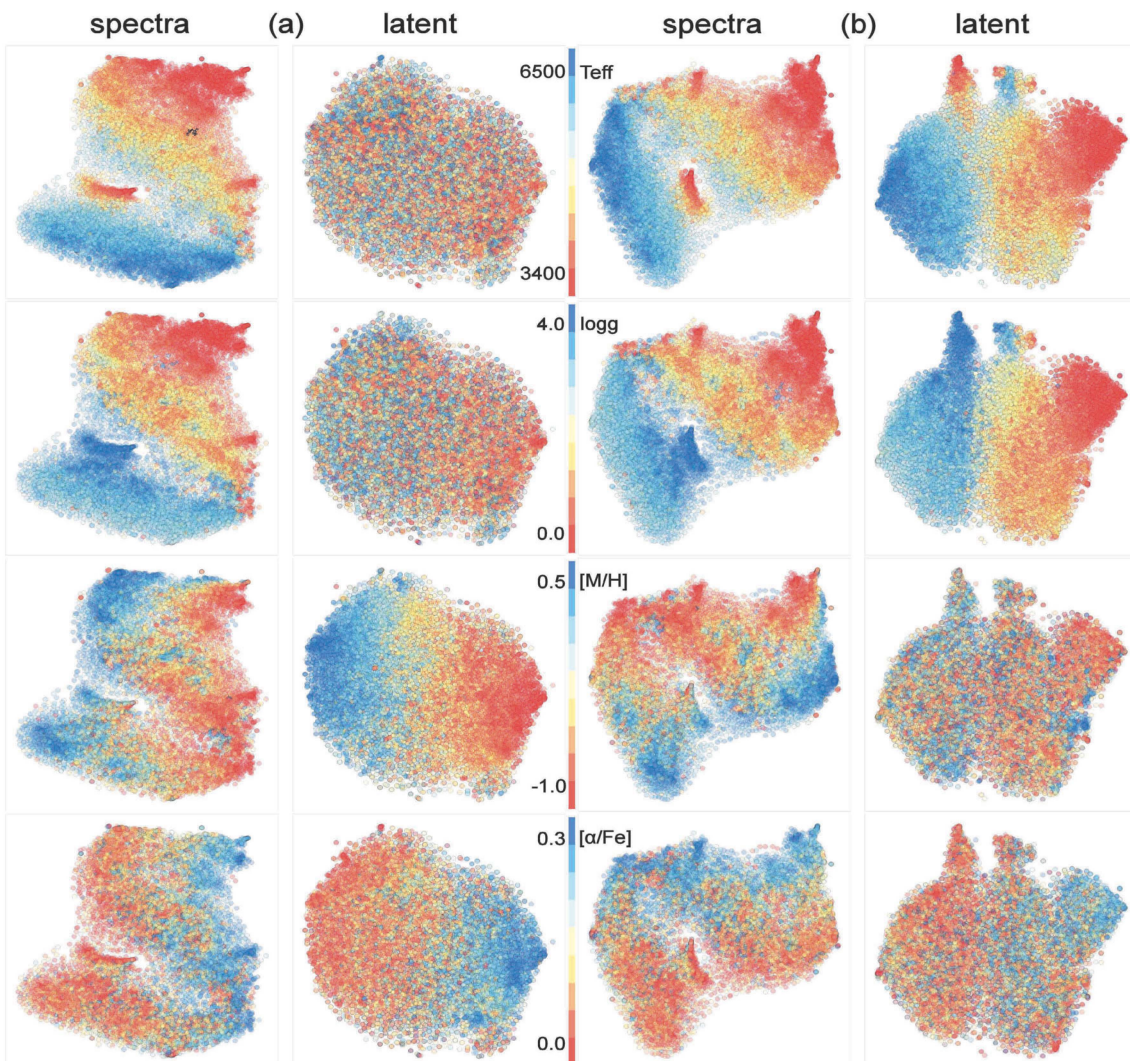 spectra (a) latent spectra (b) latent
6500 Teff
3400
4.0 logg
0.0
0.5 [M/H]
-1.0
0.3 [α/Fe]
0.0